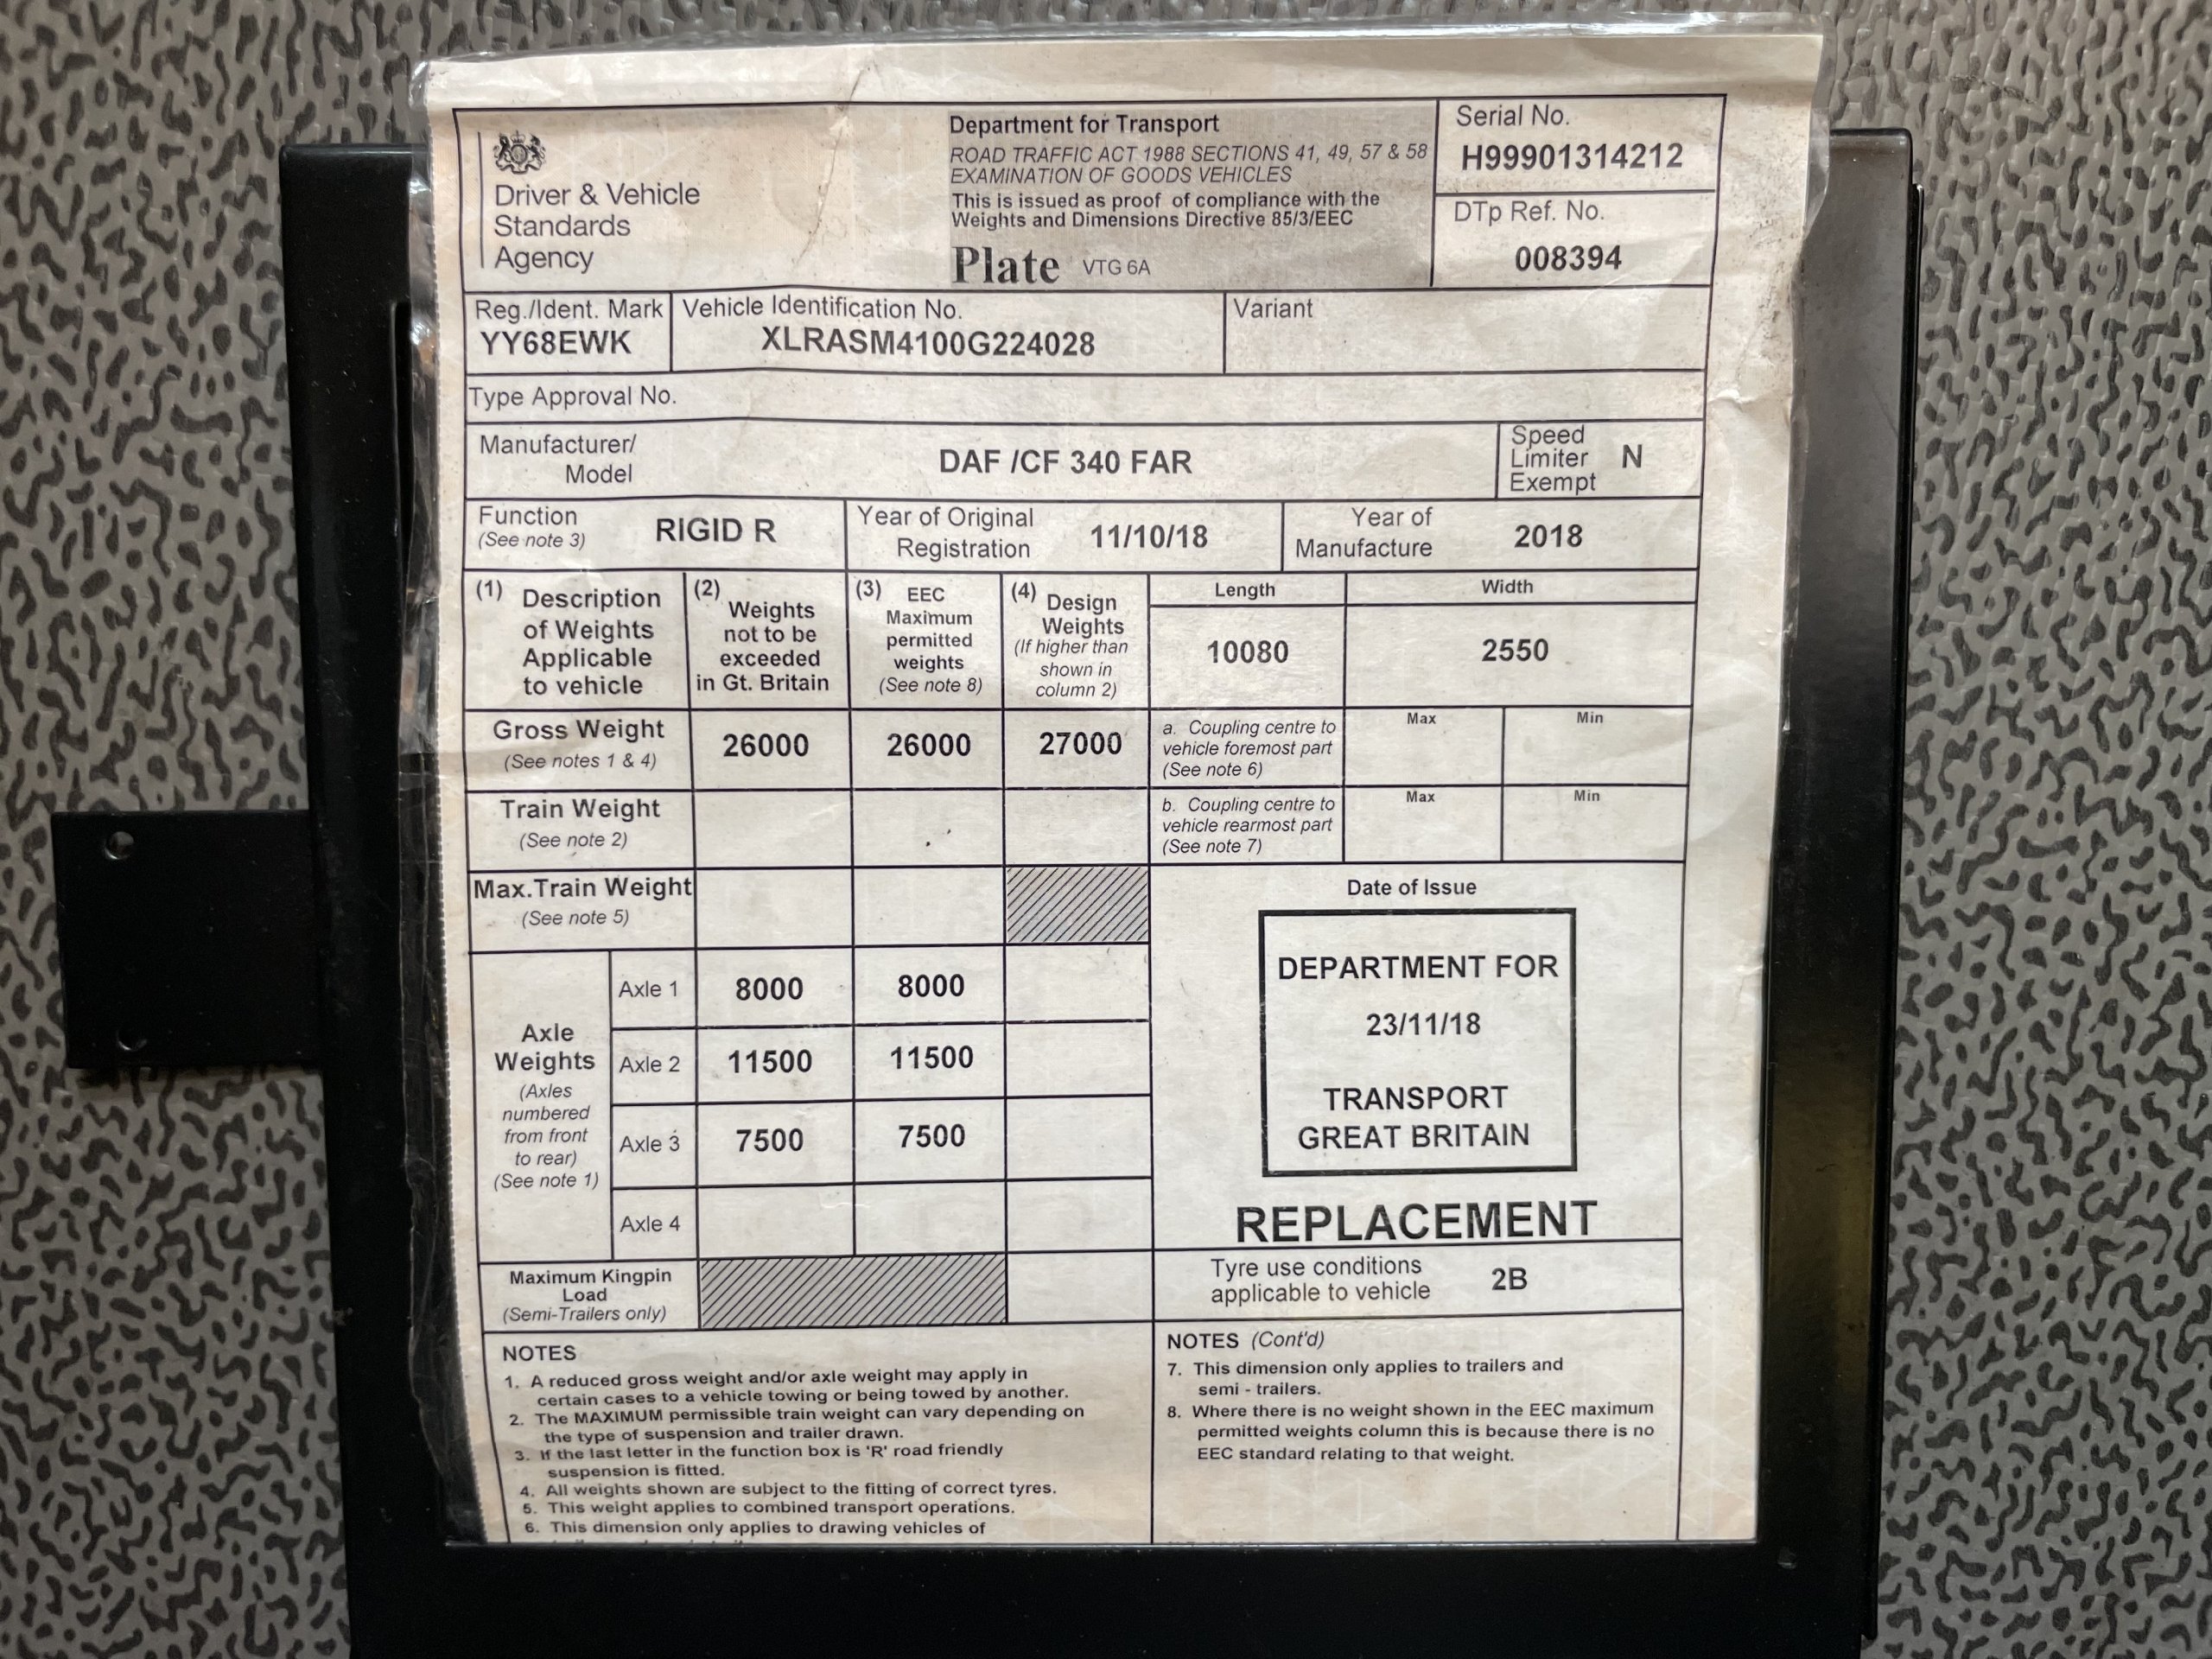 Driver & Vehicle
Standards
Agency
Department for Transport
ROAD TRAFFIC ACT 1988 SECTIONS 41, 49, 57 & 58
EXAMINATION OF GOODS VEHICLES
This is issued as proof of compliance with the
Weights and Dimensions Directive 85/3/EEC
Plate VTG 6A
Serial No.
H99901314212
DTp Ref. No.
008394
Reg./Ident. Mark
YY68EWK
Vehicle Identification No.
XLRASM4100G224028
Variant
Type Approval No.
Manufacturer/
Model
DAF /CF 340 FAR
Speed
Limiter
Exempt
N
Function
(See note 3)
RIGID R
Year of Original
Registration
11/10/18
Year of
Manufacture
2018
(1) Description
of Weights
Applicable
to vehicle
(2) Weights
not to be
exceeded
in Gt. Britain
(3) EEC
Maximum
permitted
weights
(See note 8)
(4) Design
Weights
(If higher than
shown in
column 2)
Length
10080
Width
2550
Gross Weight
(See notes 1 & 4)
26000
26000
27000
a. Coupling centre to
vehicle foremost part
(See note 6)
Max
Min
Train Weight
(See note 2)
b. Coupling centre to
vehicle rearmost part
(See note 7)
Max
Min
Max.Train Weight
(See note 5)
Date of Issue
DEPARTMENT FOR
23/11/18
TRANSPORT
GREAT BRITAIN
REPLACEMENT
Axle
Weights
(Axles
numbered
from front
to rear)
(See note 1)
Axle 1
8000
8000
Axle 2
11500
11500
Axle 3
7500
7500
Axle 4
Maximum Kingpin
Load
(Semi-Trailers only)
Tyre use conditions
applicable to vehicle
2B
NOTES
1. A reduced gross weight and/or axle weight may apply in
certain cases to a vehicle towing or being towed by another.
2. The MAXIMUM permissible train weight can vary depending on
the type of suspension and trailer drawn.
3. If the last letter in the function box is 'R' road friendly
suspension is fitted.
4. All weights shown are subject to the fitting of correct tyres.
5. This weight applies to combined transport operations.
6. This dimension only applies to drawing vehicles of
NOTES (Cont'd)
7. This dimension only applies to trailers and
semi - trailers.
8. Where there is no weight shown in the EEC maximum
permitted weights column this is because there is no
EEC standard relating to that weight.